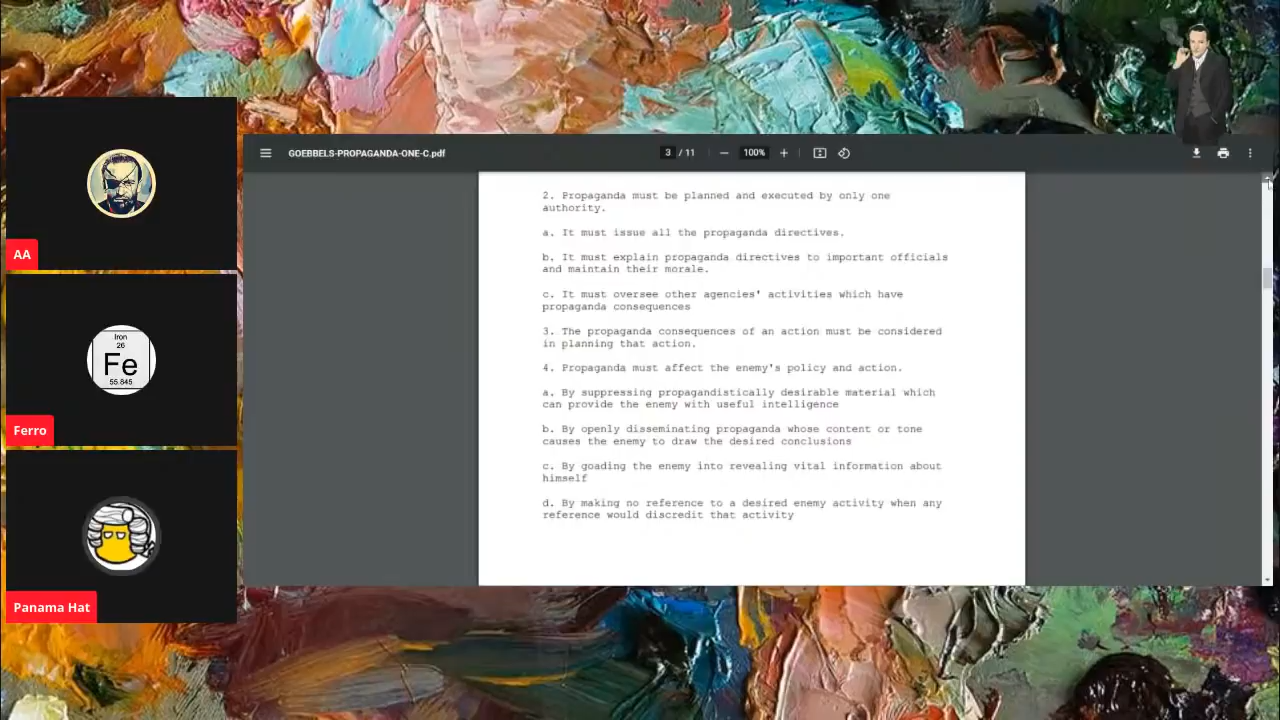 GOEBBELS-PROPAGANDA-ONE-C.pdf
3 / 11
100%
2. Propaganda must be planned and executed by only one
authority.
a. It must issue all the propaganda directives.
b. It must explain propaganda directives to important officials
and maintain their morale.
c. It must oversee other agencies' activities which have
propaganda consequences
3. The propaganda consequences of an action must be considered
in planning that action.
4. Propaganda must affect the enemy's policy and action.
a. By suppressing propagandistically desirable material which
can provide the enemy with useful intelligence
b. By openly disseminating propaganda whose content or tone
causes the enemy to draw the desired conclusions
c. By goading the enemy into revealing vital information about
himself
d. By making no reference to a desired enemy activity when any
reference would discredit that activity
AA
Iron
26
Fe
55.845
Ferro
Panama Hat